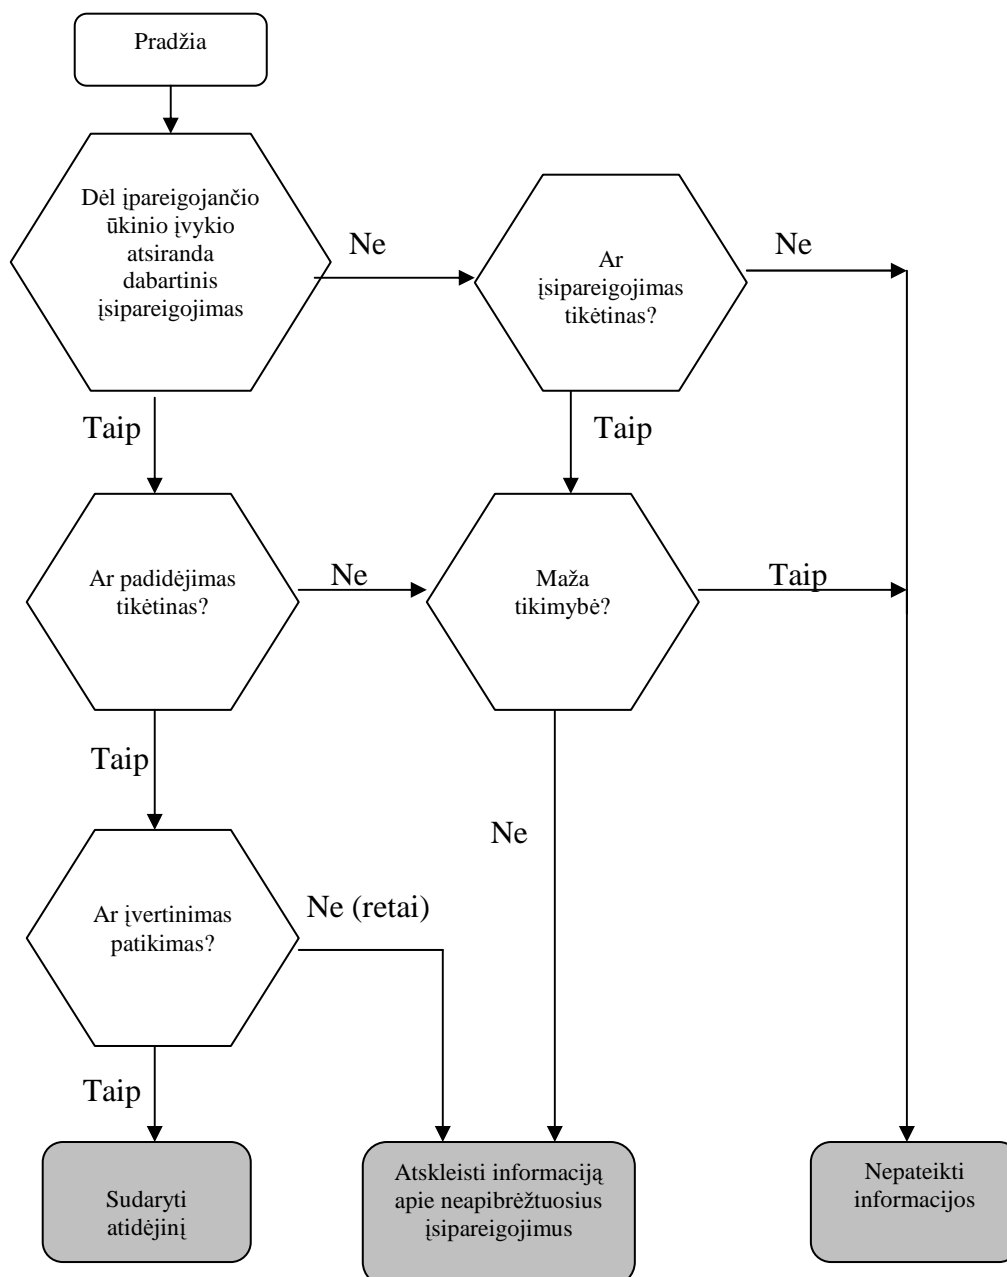 Pradžia
Dėl įpareigojančio
ūkinio įvykio
atsiranda
dabartinis
įsipareigojimas
Ne
Ar
įsipareigojimas
tikėtinas?
Ne
Taip
Taip
Ar padidėjimas
tikėtinas?
Ne
Maža
tikimybė?
Taip
Taip
Ne
Ar įvertinimas
patikimas?
Ne (retai)
Taip
Sudaryti
atidėjinį
Atskleisti informaciją
apie neapibrėžtuosius
įsipareigojimus
Nepateikti
informacijos